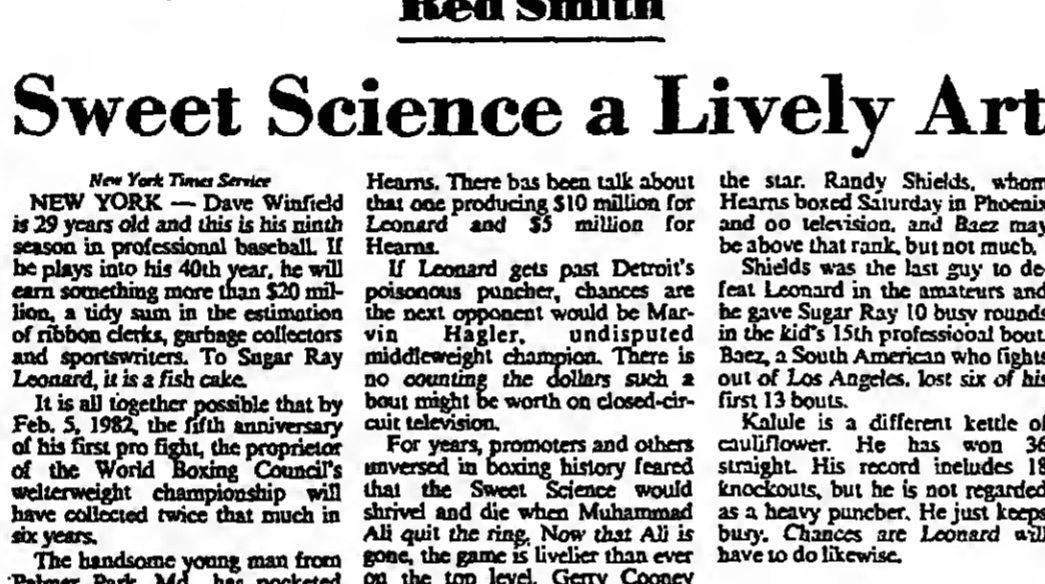 Red Smith
Sweet Science a Lively Art
New York Times Service
NEW YORK — Dave Winfield
is 29 years old and this is his ninth
season in professional baseball. If
he plays into his 40th year, he will
earn something more than $20 mil-
lion, a tidy sum in the estimation
of ribbon clerks, garbage collectors
and sportswriters. To Sugar Ray
Leonard, it is a fish cake.
It is all together possible that by
Feb. 5, 1982, the fifth anniversary
of his first pro fight, the proprietor
of the World Boxing Council's
welterweight championship will
have collected twice that much in
six years.
The handsome young man from
Palmer Park, Md., has pocketed
Hearns. There has been talk about
that one producing $10 million for
Leonard and $5 million for
Hearns.
If Leonard gets past Detroit's
poisonous puncher, chances are
the next opponent would be Mar-
vin Hagler, undisputed
middleweight champion. There is
no counting the dollars such a
bout might be worth on closed-cir-
cuit television.
For years, promoters and others
unversed in boxing history feared
that the Sweet Science would
shrivel and die when Muhammad
Ali quit the ring. Now that Ali is
gone, the game is livelier than ever
on the top level. Gerry Cooney
the star. Randy Shields, whom
Hearns boxed Saturday in Phoenix
and oo television, and Baez may
be above that rank, but not much.
Shields was the last guy to de-
feat Leonard in the amateurs and
he gave Sugar Ray 10 busy rounds
in the kid's 15th professional bout.
Baez, a South American who fights
out of Los Angeles, lost six of his
first 13 bouts.
Kalule is a different kettle of
cauliflower. He has won 36
straight. His record includes 18
knockouts, but he is not regarded
as a heavy puncher. He just keeps
busy. Chances are Leonard will
have to do likewise.